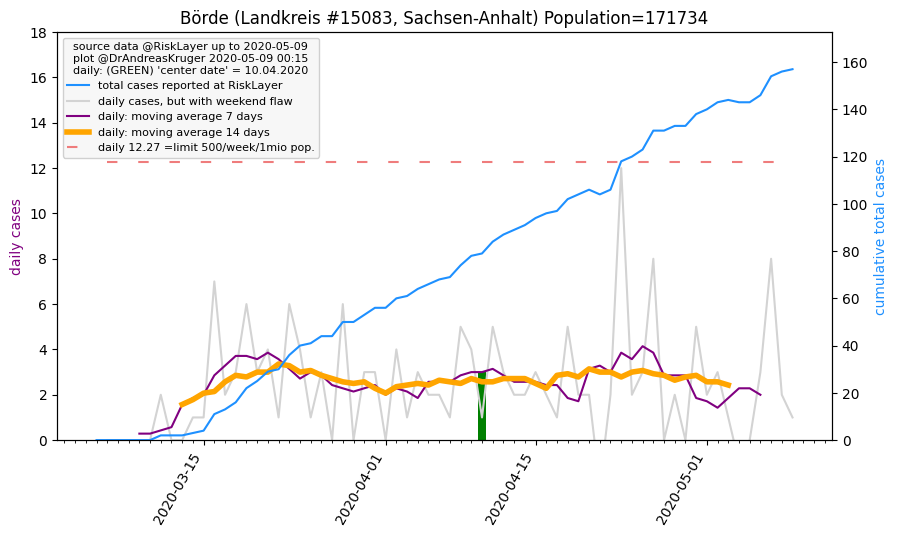 Börde (Landkreis #15083, Sachsen-Anhalt) Population=171734
source data @RiskLayer up to 2020-05-09
plot @DrAndreasKruger 2020-05-09 00:15
daily: (GREEN) 'center date' = 10.04.2020
total cases reported at RiskLayer
daily cases, but with weekend flaw
daily: moving average 7 days
daily: moving average 14 days
daily 12.27 =limit 500/week/1mio pop.
daily cases
18
16
14
12
10
8
6
4
2
0
160
140
120
100
80
60
40
20
0
cumulative total cases
2020-03-15
2020-04-01
2020-04-15
2020-05-01